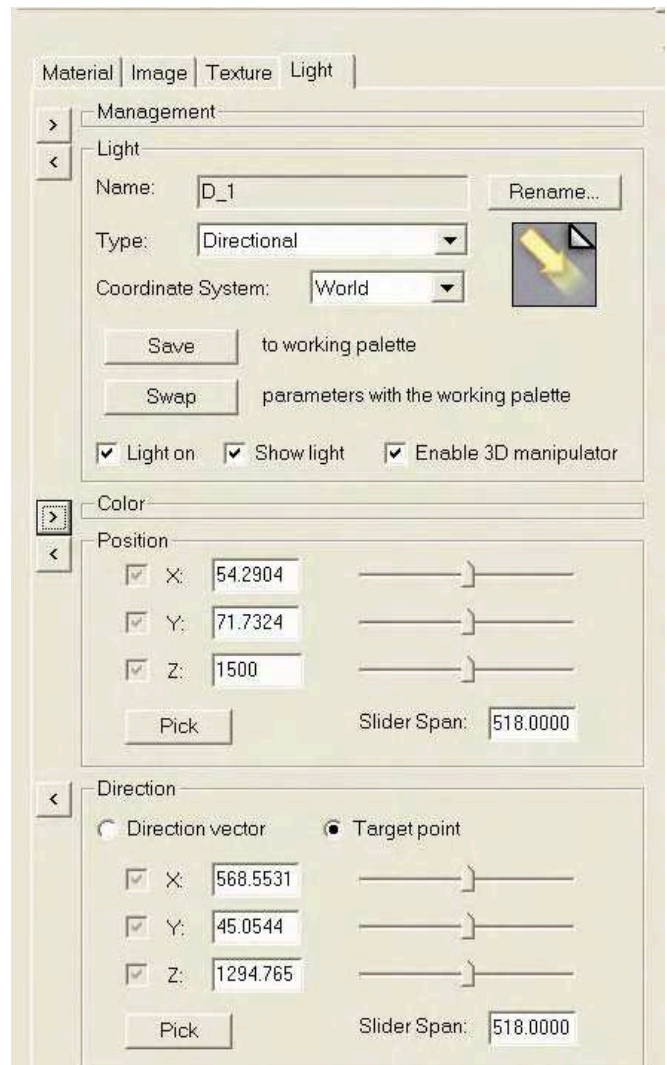 Material Image Texture Light
>
Management
<
Light
Name: D_1 Rename...
Type: Directional
Coordinate System: World
Save to working palette
Swap parameters with the working palette
Light on Show light Enable 3D manipulator
>
Color
<
Position
X: 54.2904
Y: 71.7324
Z: 1500
Pick Slider Span: 518.0000
<
Direction
Direction vector Target point
X: 568.5531
Y: 45.0544
Z: 1294.765
Pick Slider Span: 518.0000